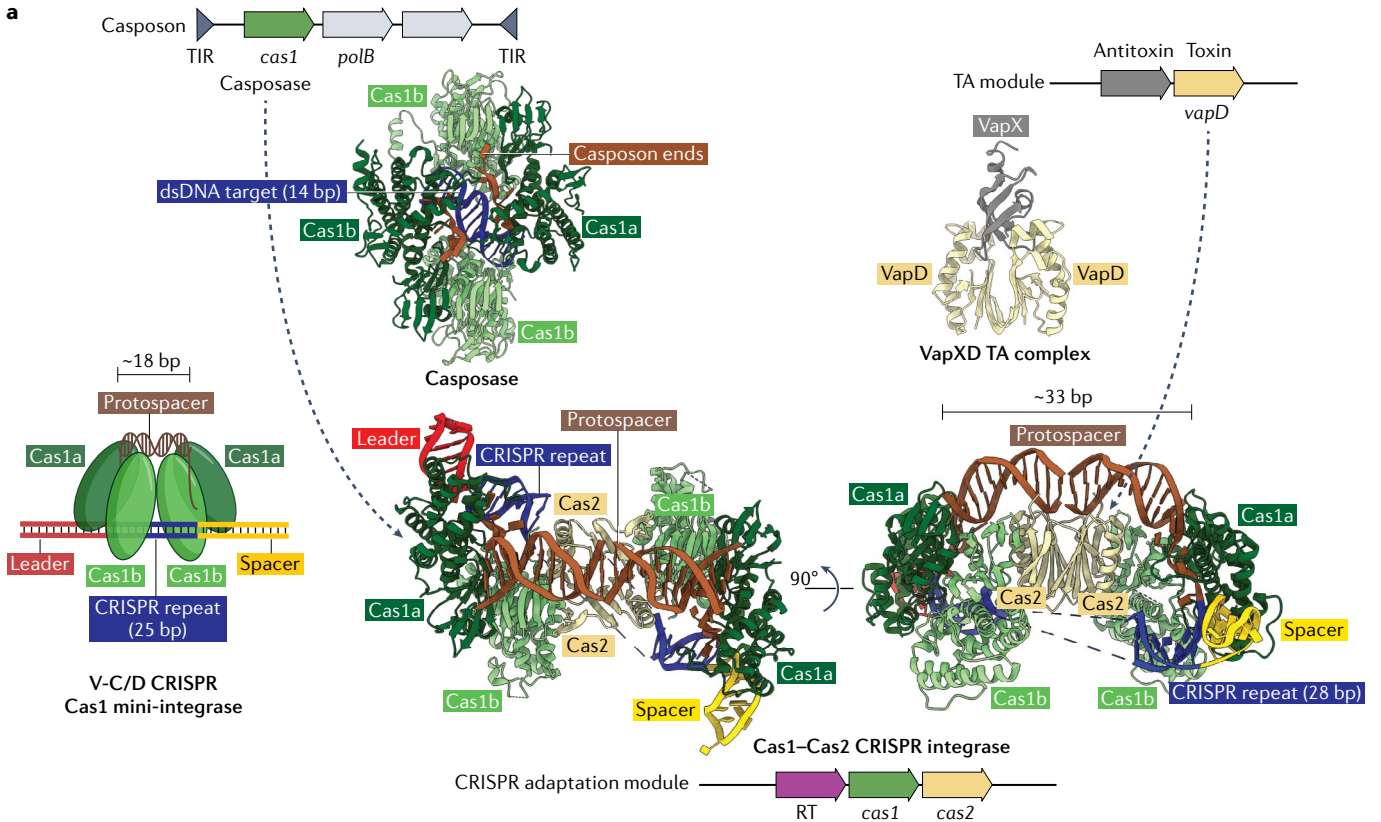 a
Casposon
TIR
cas1
polB
TIR
Casposase
Cas1b
Casposon ends
dsDNA target (14 bp)
Cas1b
Cas1a
Cas1b
Casposase
Antitoxin
Toxin
TA module
vapD
VapX
VapD
VapD
VapXD TA complex
~18 bp
Protospacer
Cas1a
Cas1a
Leader
Cas1b
Cas1b
Spacer
CRISPR repeat
(25 bp)
V-C/D CRISPR
Cas1 mini-integrase
Leader
Protospacer
CRISPR repeat
Cas2
Cas1b
Cas1a
Cas2
Cas1a
Cas1b
Spacer
90°
~33 bp
Protospacer
Cas1a
Cas1a
Cas2
Cas2
Spacer
Cas1b
Cas1b
CRISPR repeat (28 bp)
Cas1–Cas2 CRISPR integrase
CRISPR adaptation module
RT
cas1
cas2